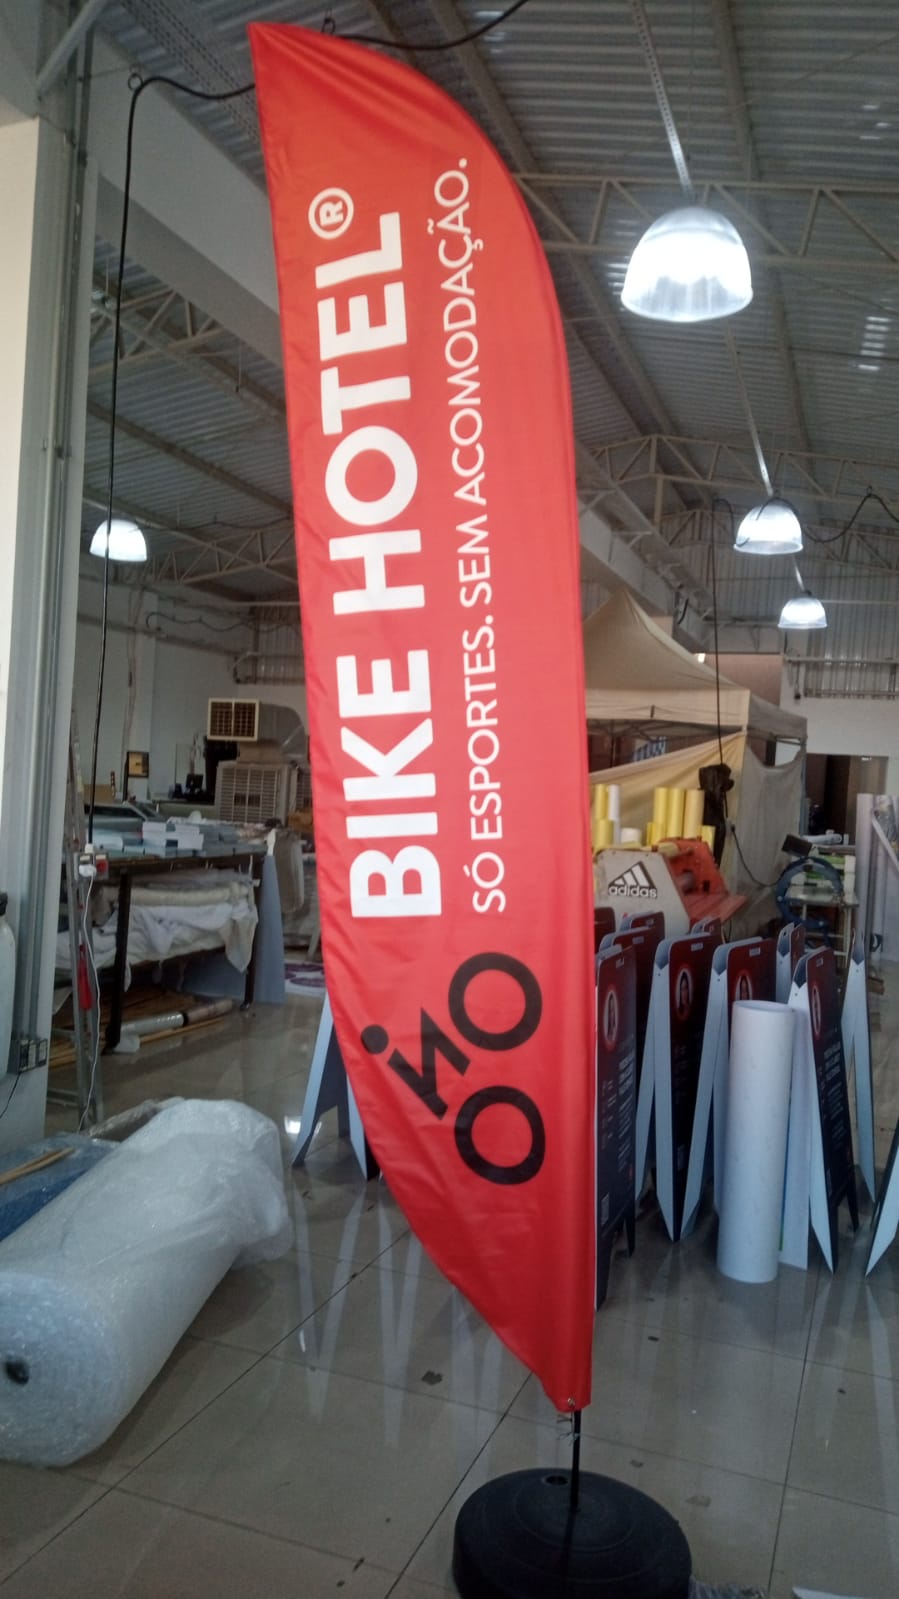 BIKE HOTEL®
SÓ ESPORTES. SEM ACOMODAÇÃO.
adidas